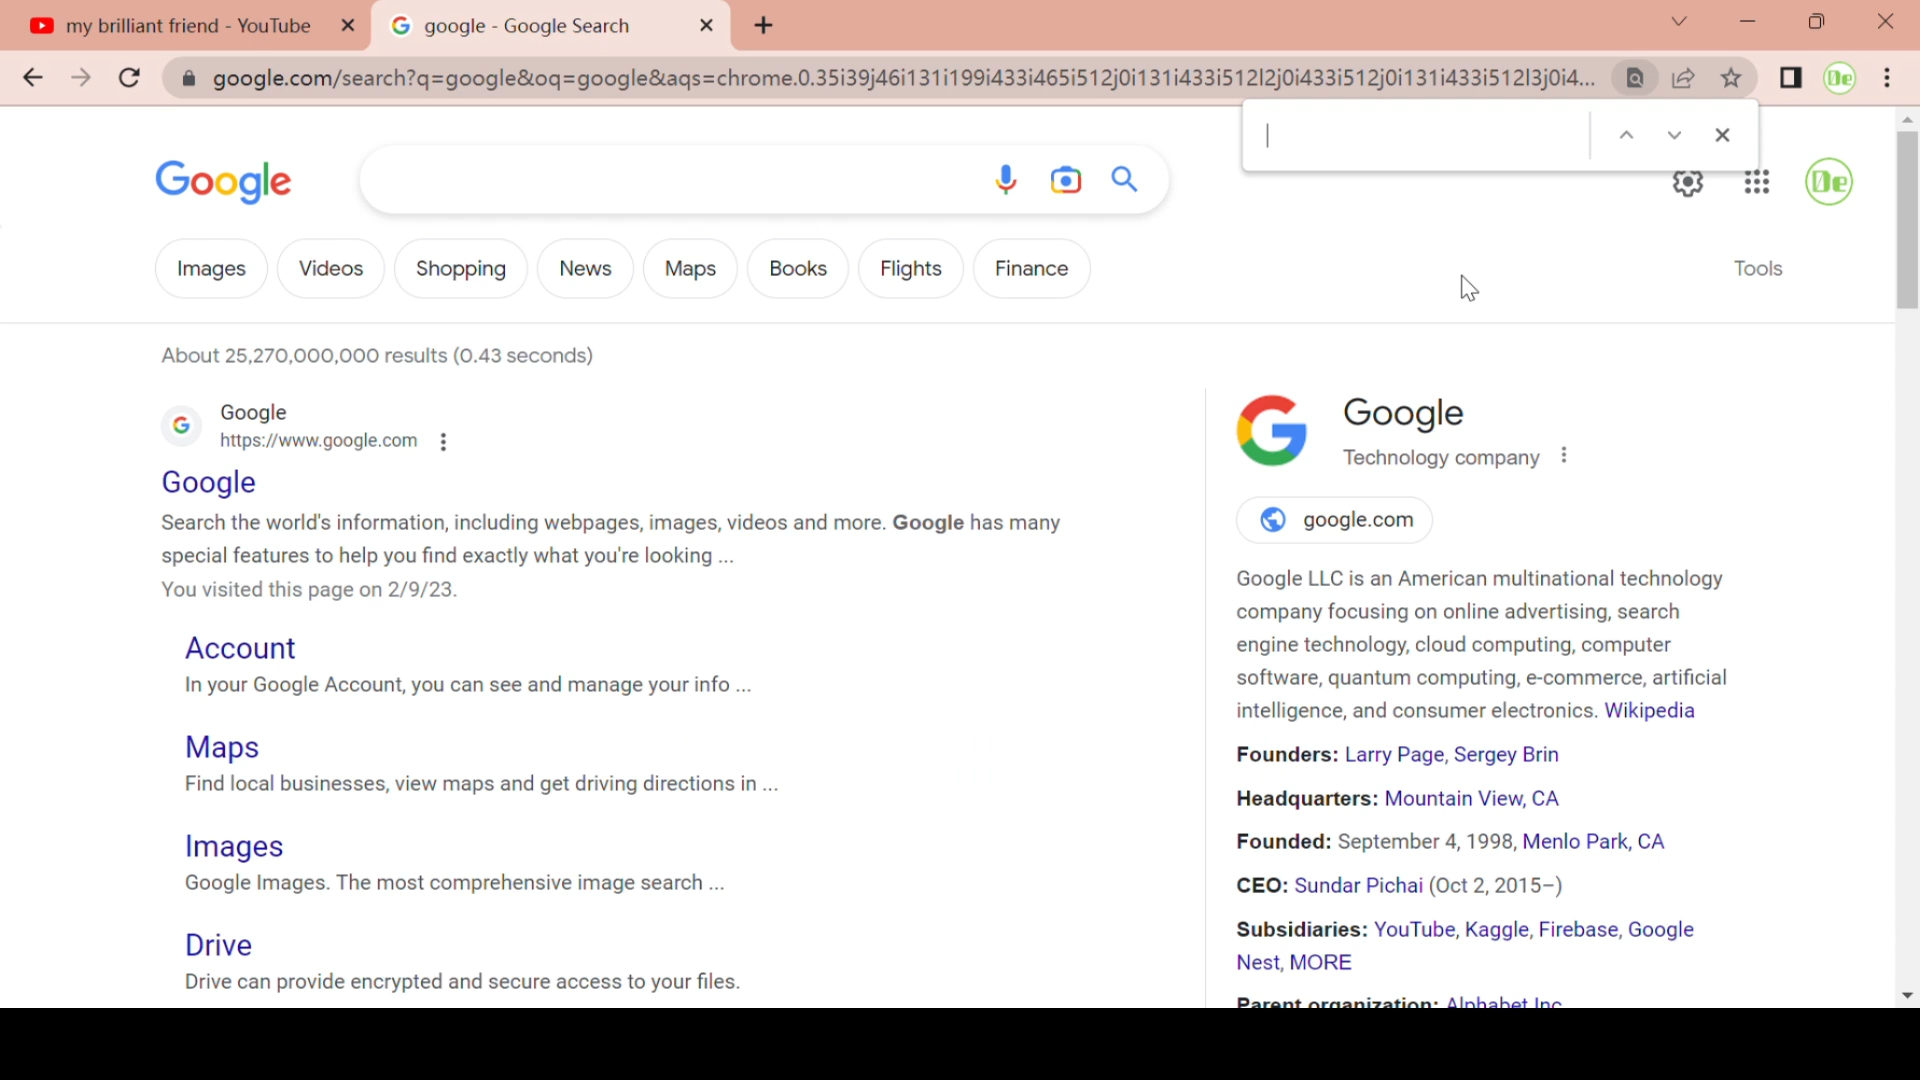 my brilliant friend - YouTube
google - Google Search
google.com/search?q=google&oq=google&aqs=chrome.0.35i39j46i131i199i433i465i512j0i131i433i512l2j0i433i512j0i131i433i512l3j0i4...
De
Google
De
Images Videos Shopping News Maps Books Flights Finance Tools
About 25,270,000,000 results (0.43 seconds)
Google
https://www.google.com
Google
Search the world's information, including webpages, images, videos and more. Google has many
special features to help you find exactly what you're looking ...
You visited this page on 2/9/23.
Account
In your Google Account, you can see and manage your info ...
Maps
Find local businesses, view maps and get driving directions in ...
Images
Google Images. The most comprehensive image search ...
Drive
Drive can provide encrypted and secure access to your files.
Google
Technology company
google.com
Google LLC is an American multinational technology
company focusing on online advertising, search
engine technology, cloud computing, computer
software, quantum computing, e-commerce, artificial
intelligence, and consumer electronics. Wikipedia
Founders: Larry Page, Sergey Brin
Headquarters: Mountain View, CA
Founded: September 4, 1998, Menlo Park, CA
CEO: Sundar Pichai (Oct 2, 2015–)
Subsidiaries: YouTube, Kaggle, Firebase, Google
Nest, MORE
Parent organization: Alphabet Inc.